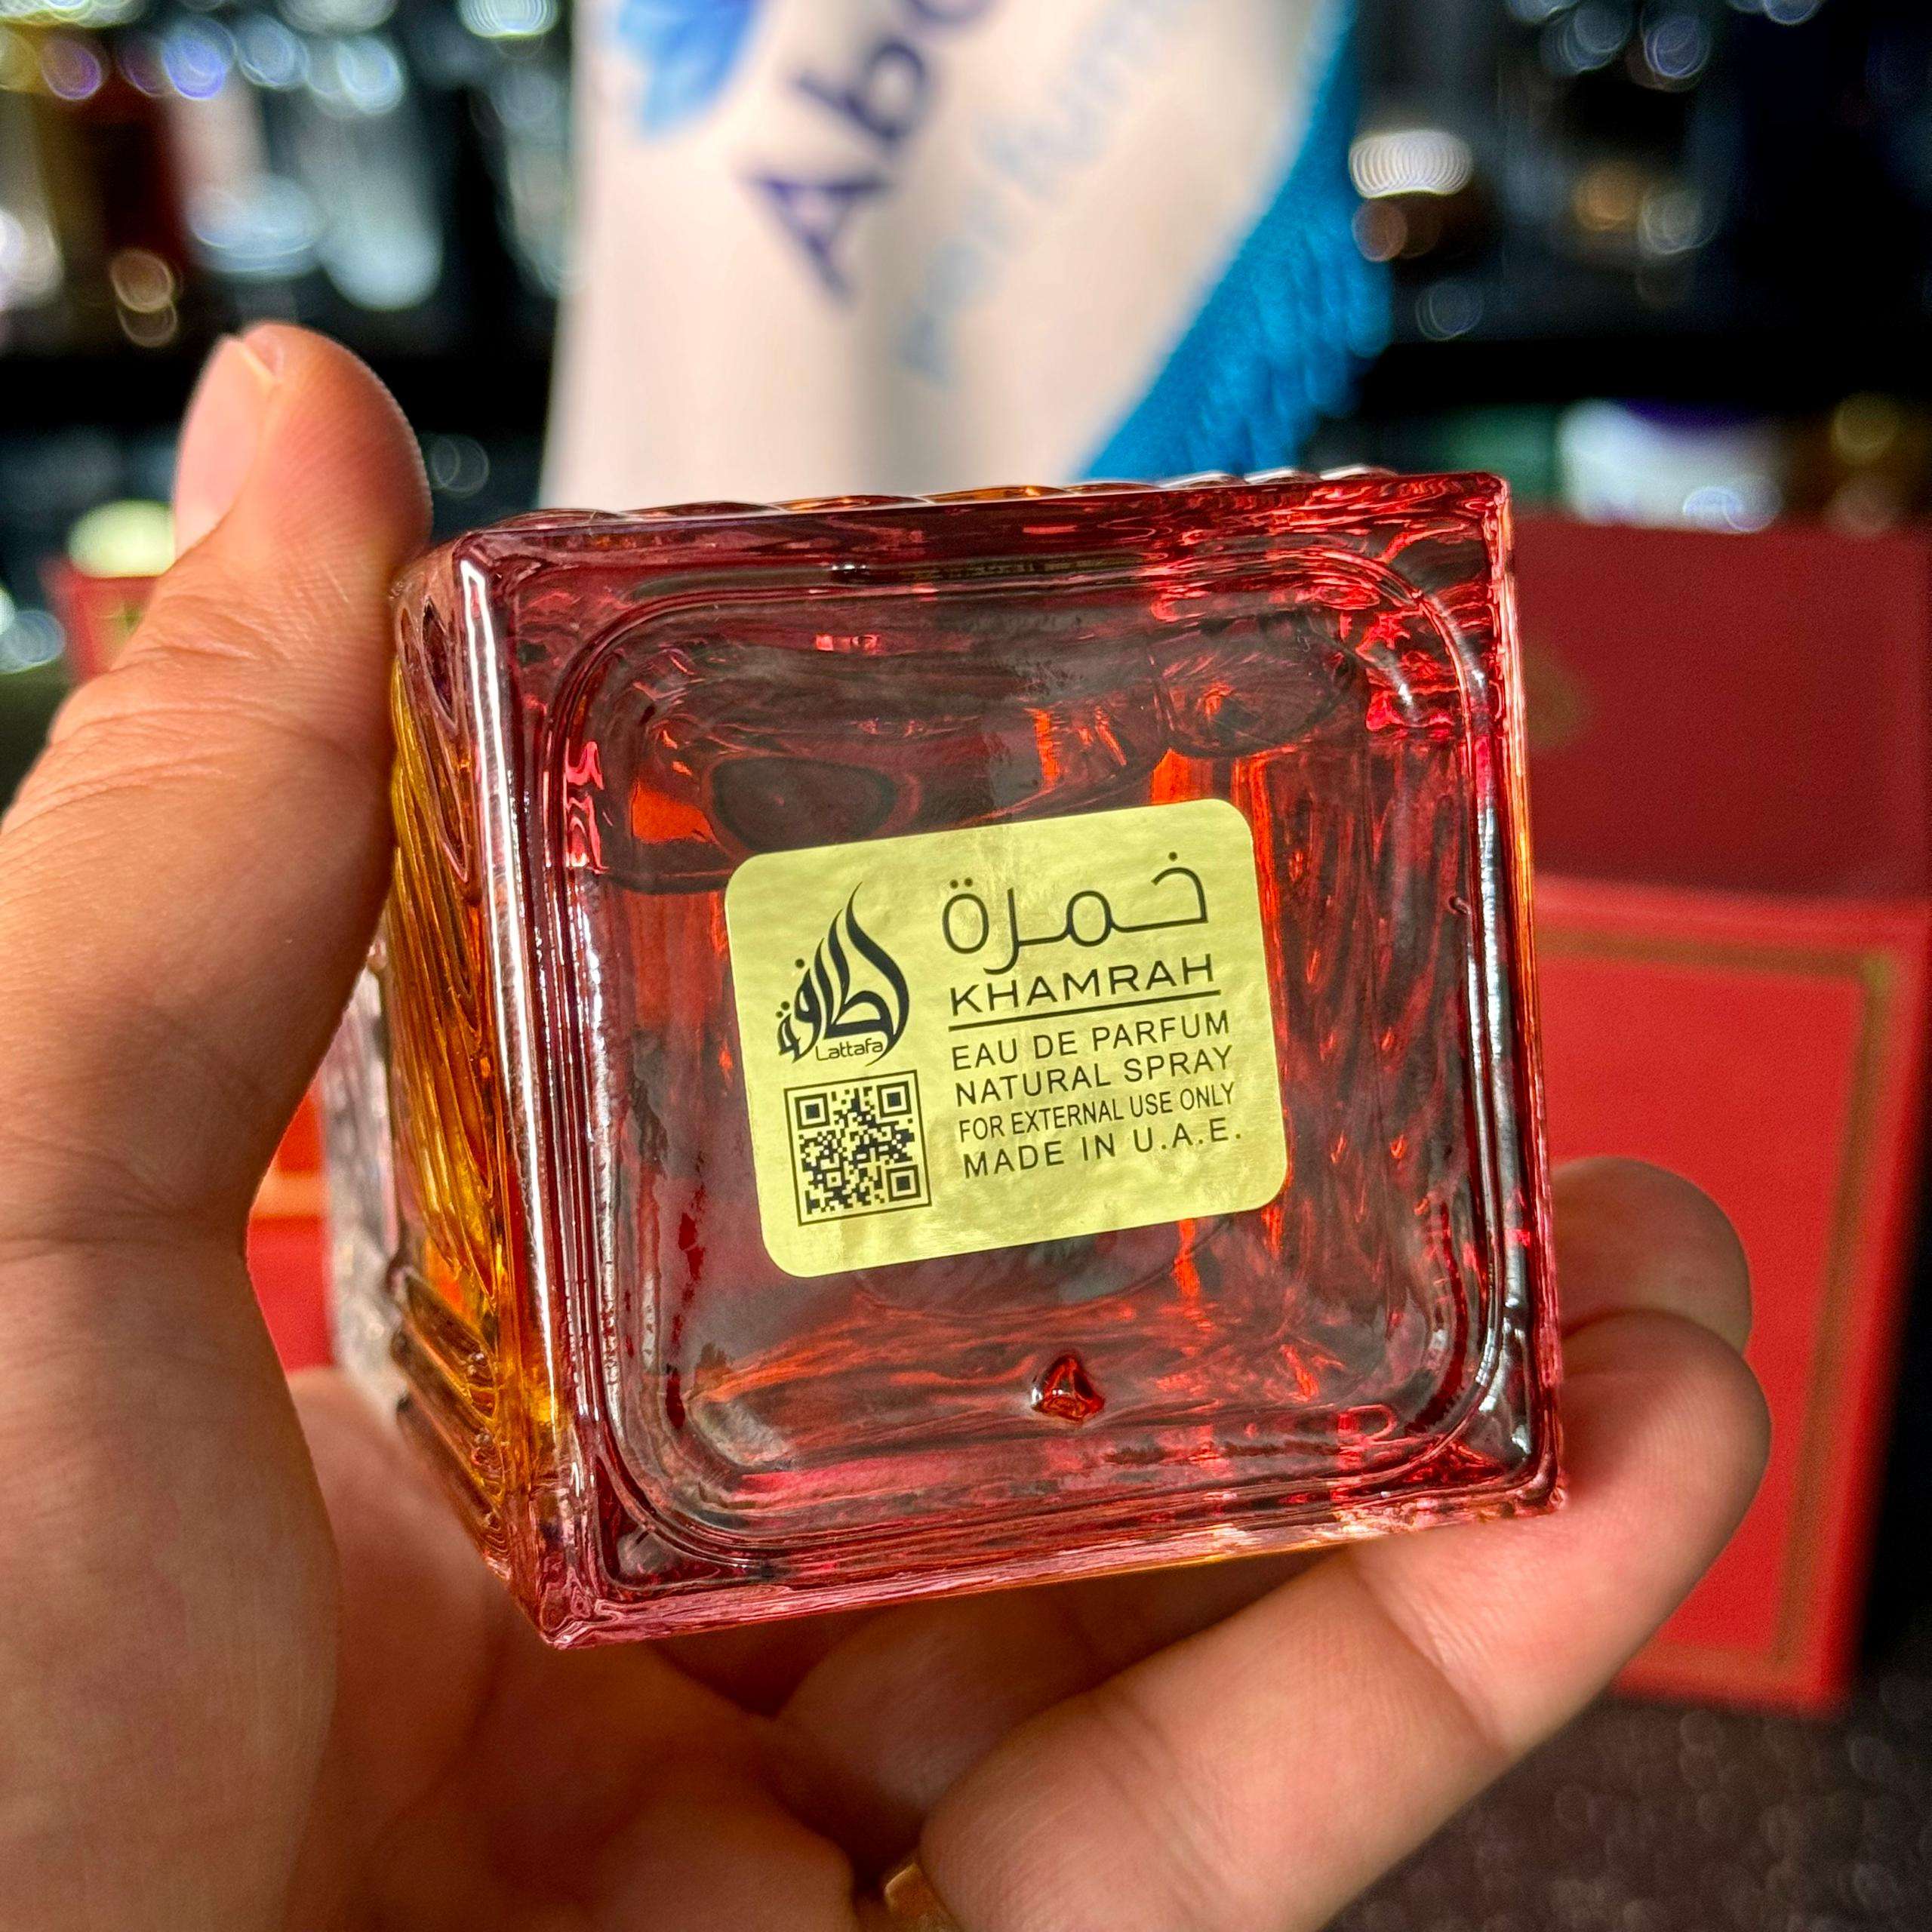 خمرة
KHAMRAH
لطافة
Lattafa
EAU DE PARFUM
NATURAL SPRAY
FOR EXTERNAL USE ONLY
MADE IN U.A.E.